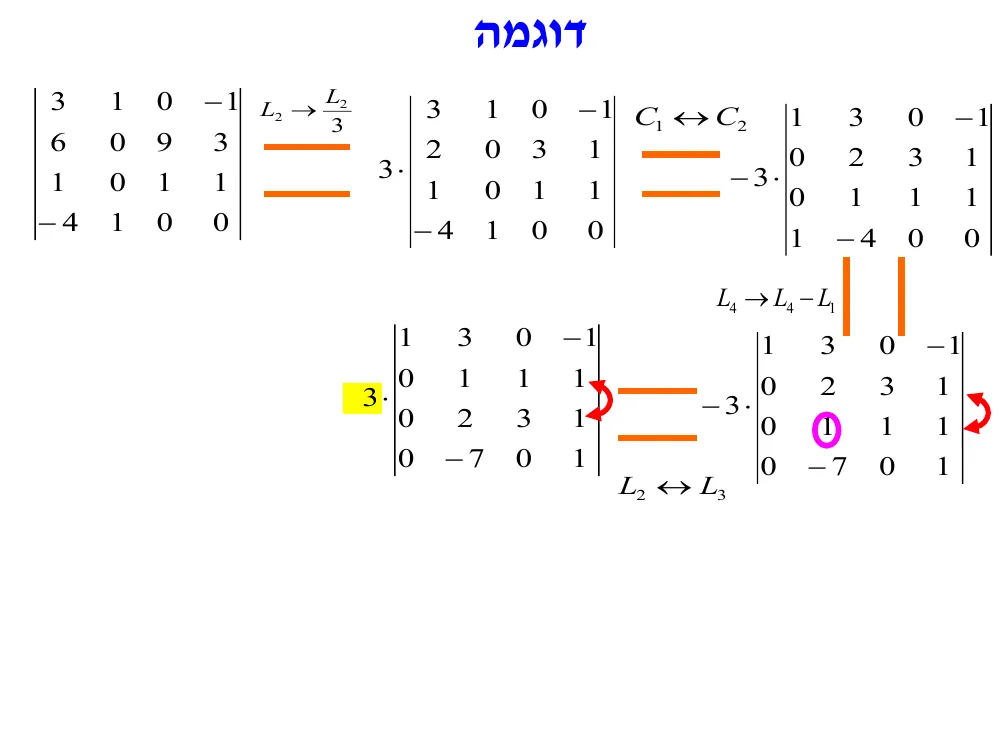 דוגמה
| 3 1 0 −1 |
| 6 0 9 3 |
| 1 0 1 1 |
| −4 1 0 0 |
L₂ → L₂/3
3 ·
| 3 1 0 −1 |
| 2 0 3 1 |
| 1 0 1 1 |
| −4 1 0 0 |
C₁ ↔ C₂
−3 ·
| 1 3 0 −1 |
| 0 2 3 1 |
| 0 1 1 1 |
| 1 −4 0 0 |
L₄ → L₄ − L₁
−3 ·
| 1 3 0 −1 |
| 0 2 3 1 |
| 0 1 1 1 |
| 0 −7 0 1 |
L₂ ↔ L₃
3 ·
| 1 3 0 −1 |
| 0 1 1 1 |
| 0 2 3 1 |
| 0 −7 0 1 |